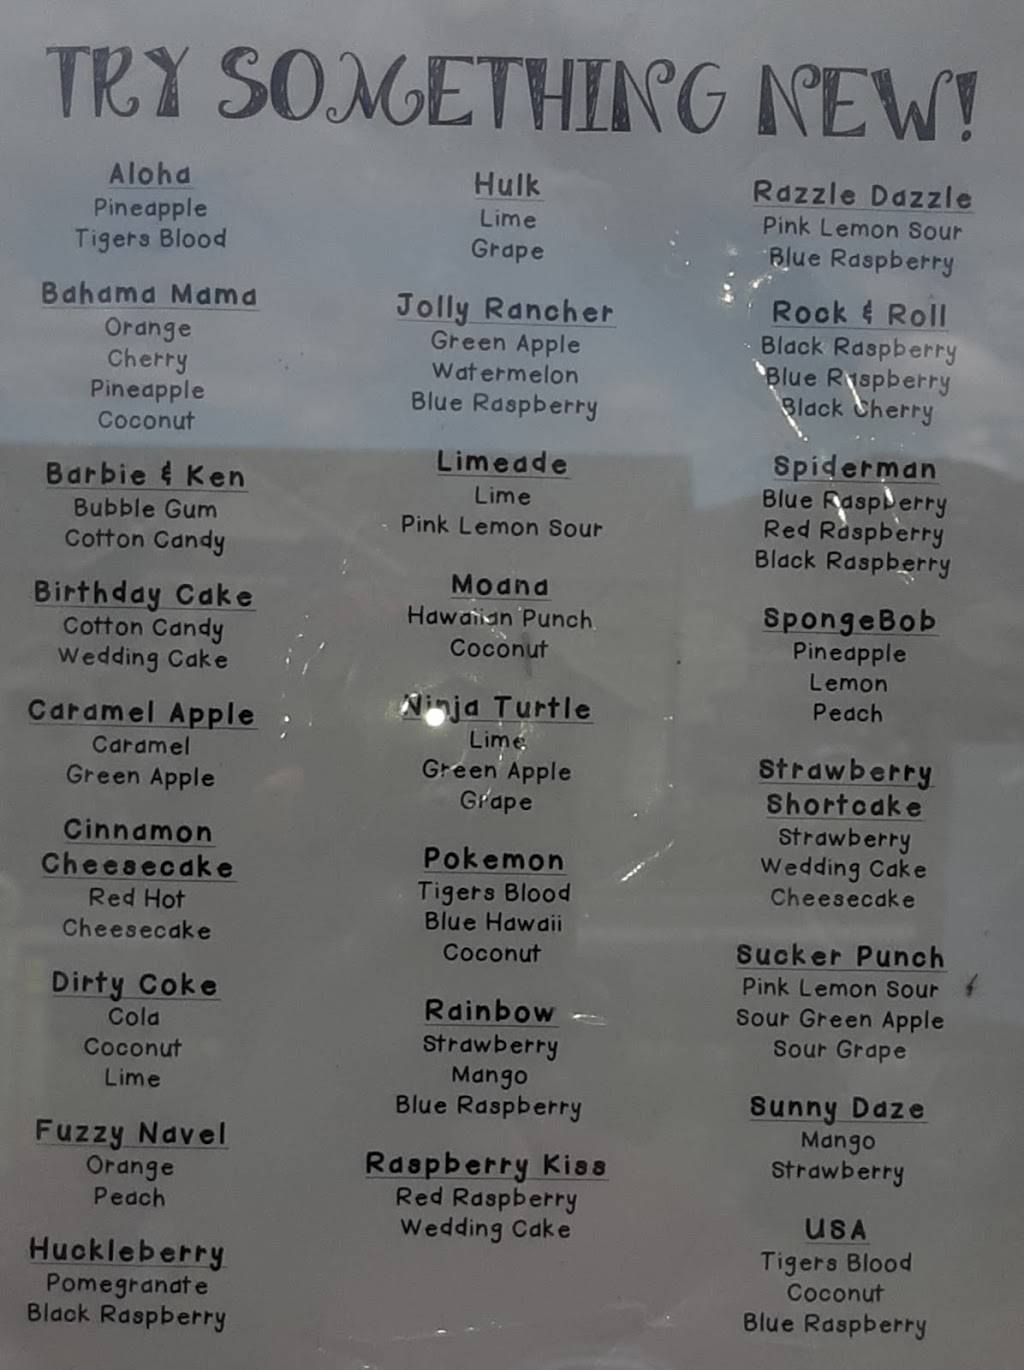 TRY SOMETHING NEW!
Aloha
Pineapple
Tigers Blood
Bahama Mama
Orange
Cherry
Pineapple
Coconut
Barbie & Ken
Bubble Gum
Cotton Candy
Birthday Cake
Cotton Candy
Wedding Cake
Caramel Apple
Caramel
Green Apple
Cinnamon
Cheesecake
Red Hot
Cheesecake
Dirty Coke
Cola
Coconut
Lime
Fuzzy Navel
Orange
Peach
Huckleberry
Pomegranate
Black Raspberry
Hulk
Lime
Grape
Jolly Rancher
Green Apple
Watermelon
Blue Raspberry
Limeade
Lime
Pink Lemon Sour
Moana
Hawaiian Punch
Coconut
Ninja Turtle
Lime
Green Apple
Grape
Pokemon
Tigers Blood
Blue Hawaii
Coconut
Rainbow
Strawberry
Mango
Blue Raspberry
Raspberry Kiss
Red Raspberry
Wedding Cake
Razzle Dazzle
Pink Lemon Sour
Blue Raspberry
Rock & Roll
Black Raspberry
Blue Raspberry
Black Cherry
Spiderman
Blue Raspberry
Red Raspberry
Black Raspberry
SpongeBob
Pineapple
Lemon
Peach
Strawberry
Shortcake
Strawberry
Wedding Cake
Cheesecake
Sucker Punch
Pink Lemon Sour
Sour Green Apple
Sour Grape
Sunny Daze
Mango
Strawberry
USA
Tigers Blood
Coconut
Blue Raspberry